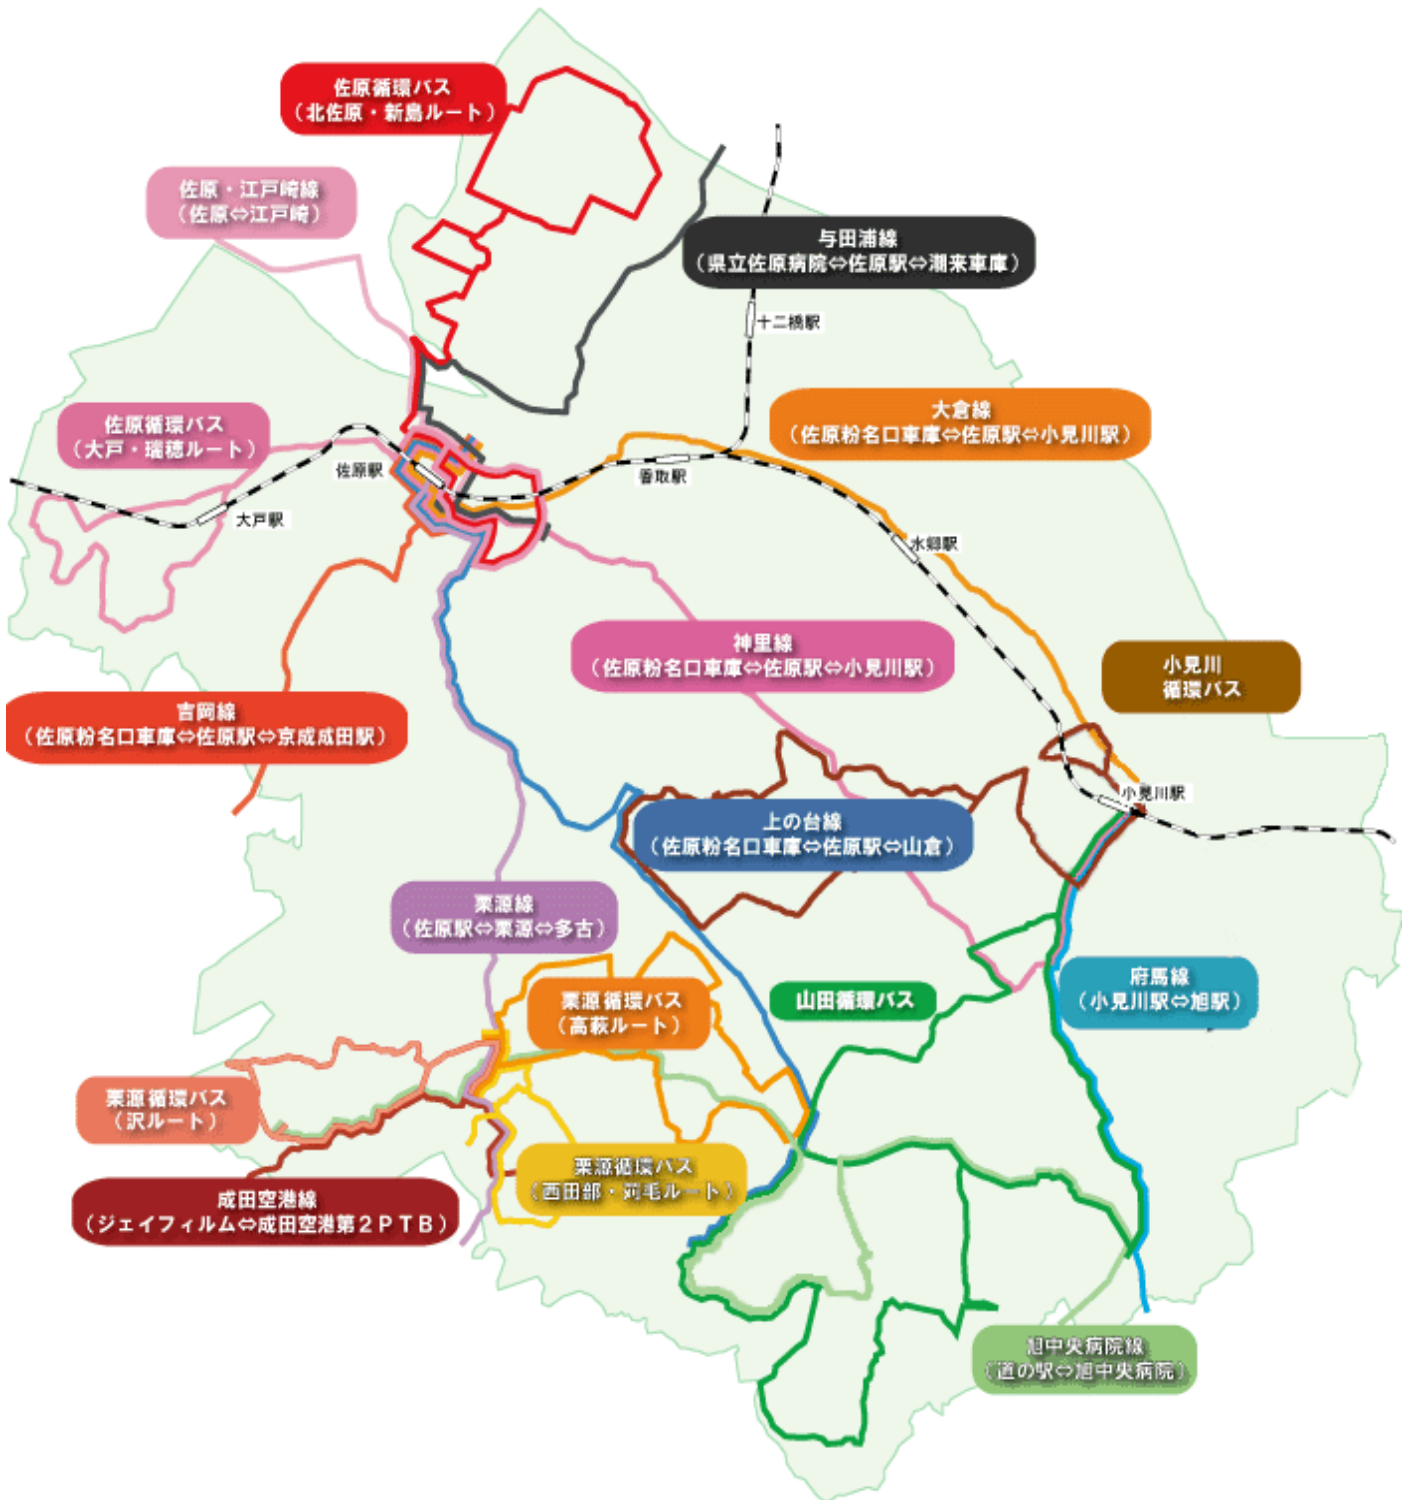 佐原循環バス
（北佐原・新島ルート）
佐原・江戸崎線
（佐原⇔江戸崎）
与田浦線
（県立佐原病院⇔佐原駅⇔潮来車庫）
十二橋駅
大倉線
（佐原粉名口車庫⇔佐原駅⇔小見川駅）
佐原循環バス
（大戸・瑞穂ルート）
佐原駅
香取駅
大戸駅
水郷駅
神里線
（佐原粉名口車庫⇔佐原駅⇔小見川駅）
小見川
循環バス
吉岡線
（佐原粉名口車庫⇔佐原駅⇔京成成田駅）
小見川駅
上の台線
（佐原粉名口車庫⇔佐原駅⇔山倉）
栗源線
（佐原駅⇔栗源⇔多古）
府馬線
（小見川駅⇔旭駅）
栗源循環バス
（高萩ルート）
山田循環バス
栗源循環バス
（沢ルート）
栗源循環バス
（西田部・苅毛ルート）
成田空港線
（ジェイフィルム⇔成田空港第２ＰＴＢ）
旭中央病院線
（道の駅⇔旭中央病院）